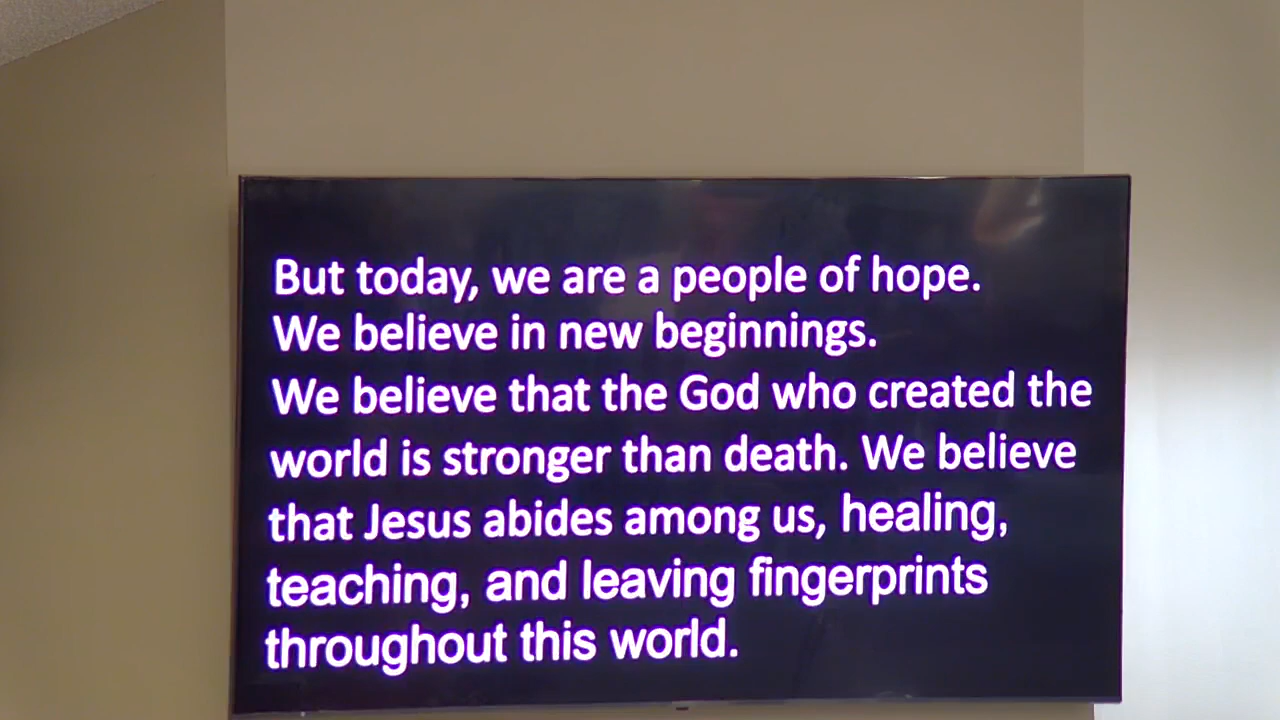 But today, we are a people of hope.
We believe in new beginnings.
We believe that the God who created the
world is stronger than death. We believe
that Jesus abides among us, healing,
teaching, and leaving fingerprints
throughout this world.